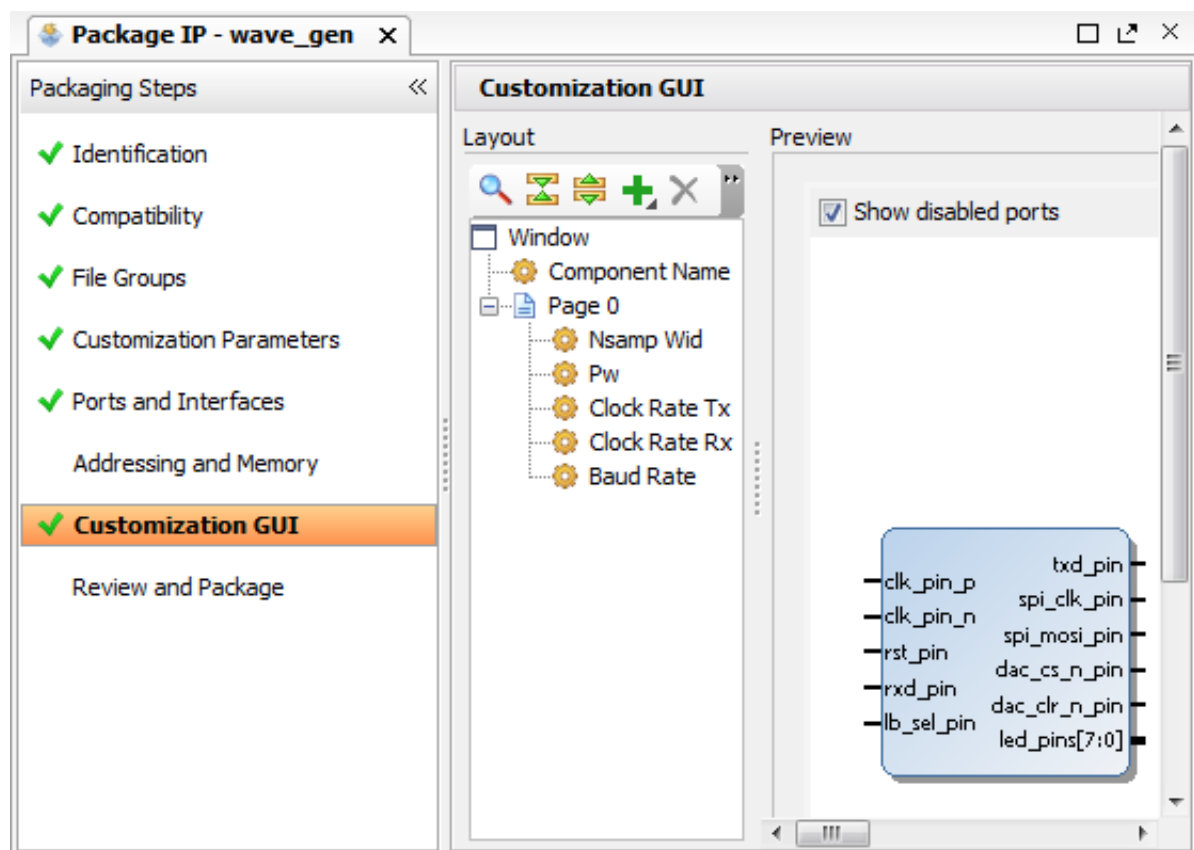 Package IP - wave_gen
Packaging Steps
Identification
Compatibility
File Groups
Customization Parameters
Ports and Interfaces
Addressing and Memory
Customization GUI
Review and Package
Customization GUI
Layout
Window
Component Name
Page 0
Nsamp Wid
Pw
Clock Rate Tx
Clock Rate Rx
Baud Rate
Preview
Show disabled ports
clk_pin_p
clk_pin_n
rst_pin
rxd_pin
lb_sel_pin
txd_pin
spi_clk_pin
spi_mosi_pin
dac_cs_n_pin
dac_clr_n_pin
led_pins[7:0]